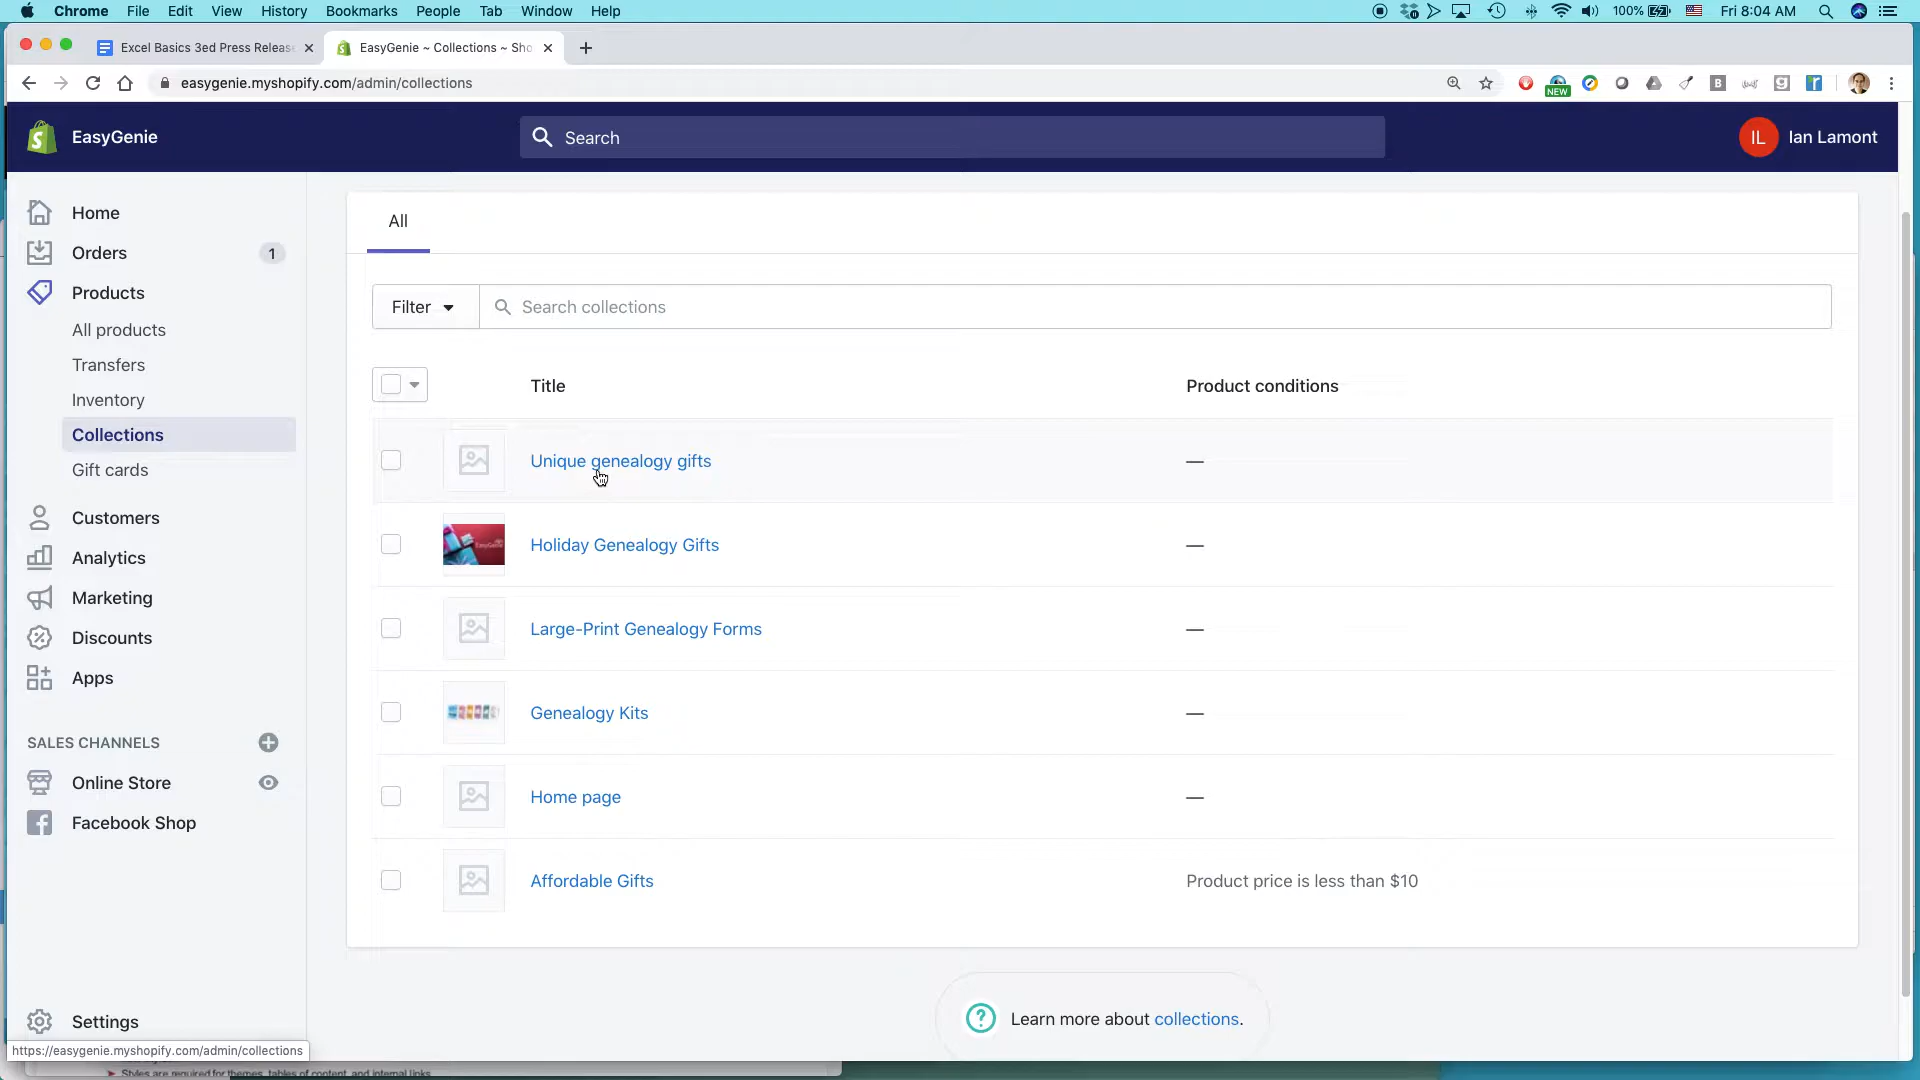 Chrome File Edit View History Bookmarks People Tab Window Help 100% Fri 8:04 AM
Excel Basics 3ed Press Release
EasyGenie ~ Collections ~ Sho
easygenie.myshopify.com/admin/collections
NEW
EasyGenie
Search
IL Ian Lamont
Home
Orders 1
Products
All products
Transfers
Inventory
Collections
Gift cards
Customers
Analytics
Marketing
Discounts
Apps
SALES CHANNELS
Online Store
Facebook Shop
Settings
https://easygenie.myshopify.com/admin/collections
All
Filter Search collections
Title Product conditions
Unique genealogy gifts —
Holiday Genealogy Gifts —
Large-Print Genealogy Forms —
Genealogy Kits —
Home page —
Affordable Gifts Product price is less than $10
Learn more about collections.
Styles are required for themes, tables of content, and internal links